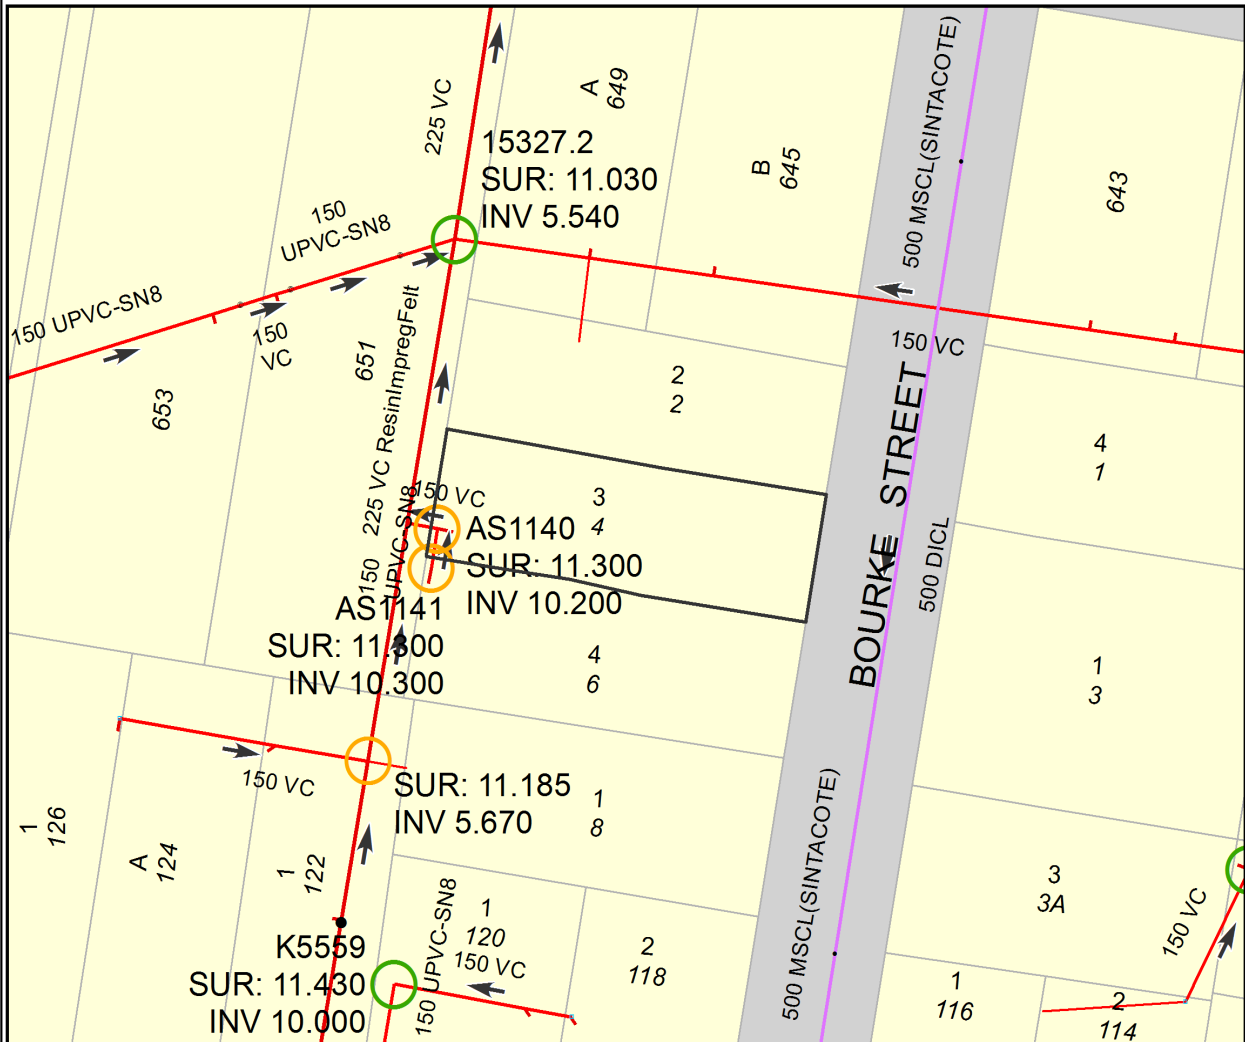 500 MSCL(SINTACOTE)
A
649
225 VC
15327.2
SUR: 11.030
INV 5.540
B
645
643
150
UPVC-SN8
150 UPVC-SN8
150
VC
651
653
225 VC ResinImpregFelt
150 VC
2
2
4
1
BOURKE STREET
150 VC
3
4
AS1140
SUR: 11.300
INV 10.200
150
UPVC-SN8
500 DICL
AS1141
SUR: 11.300
INV 10.300
4
6
1
3
150 VC
SUR: 11.185
INV 5.670
1
8
500 MSCL(SINTACOTE)
1
126
A
124
1
122
3
3A
150 VC
K5559
SUR: 11.430
INV 10.000
150 UPVC-SN8
1
120
150 VC
2
118
1
116
2
114